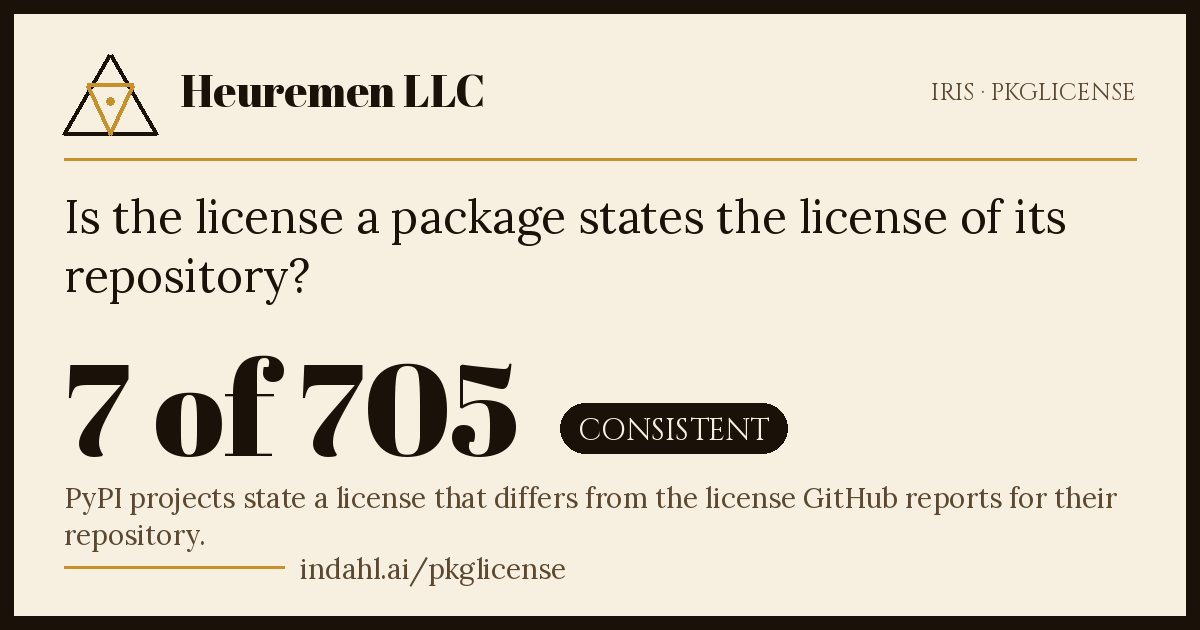 Heuremen LLC
IRIS · PKGLICENSE
Is the license a package states the license of its
repository?
7 of 705
CONSISTENT
PyPI projects state a license that differs from the license GitHub reports for their
repository.
indahl.ai/pkglicense